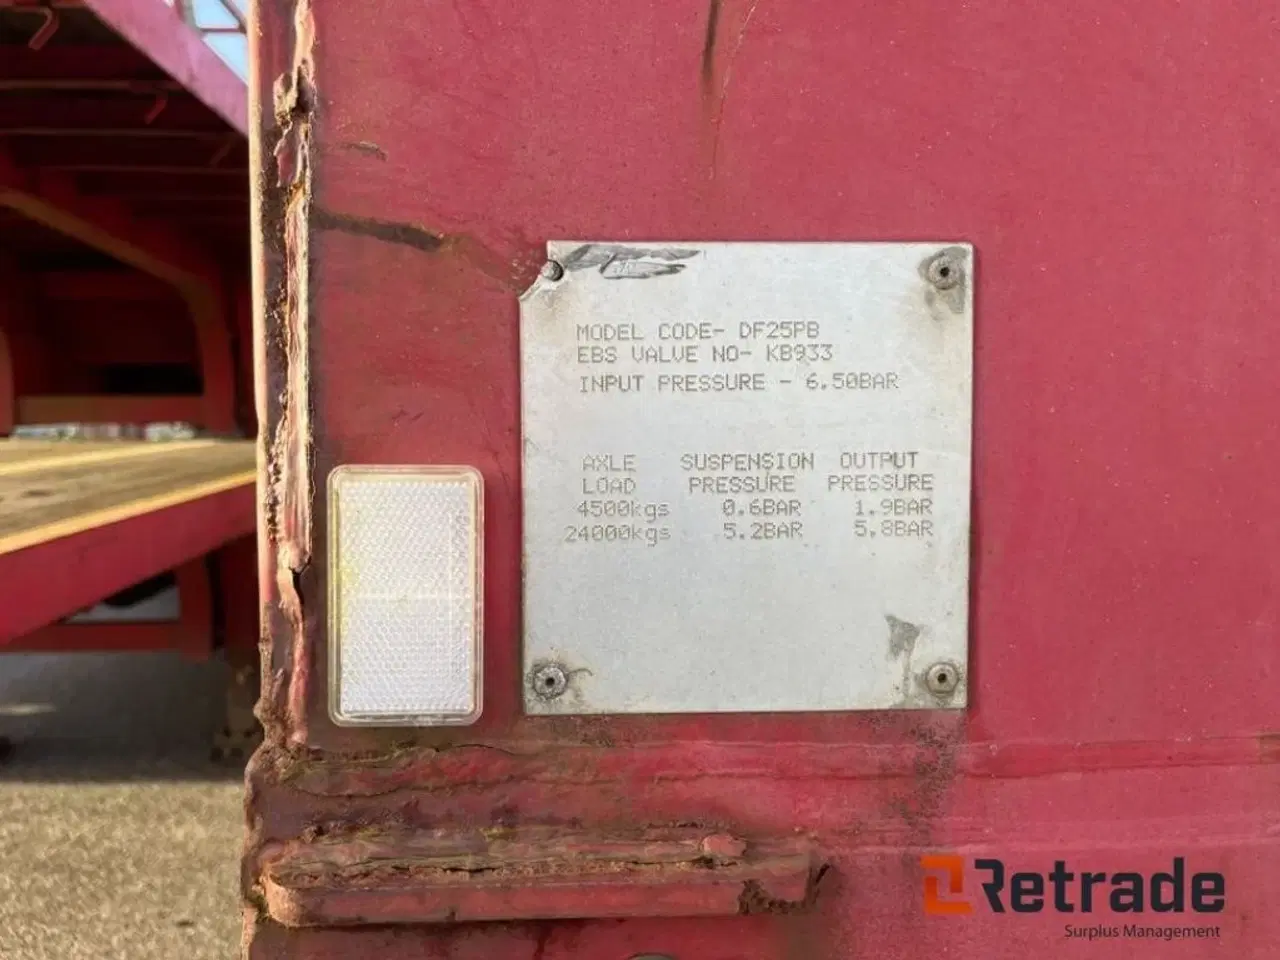 MODEL CODE- DF25PB
EBS VALVE NO- KB933
INPUT PRESSURE - 6.50BAR
AXLE SUSPENSION OUTPUT
LOAD PRESSURE PRESSURE
4500kgs 0.6BAR 1.9BAR
24000kgs 5.2BAR 5.8BAR
Retrade
Surplus Management